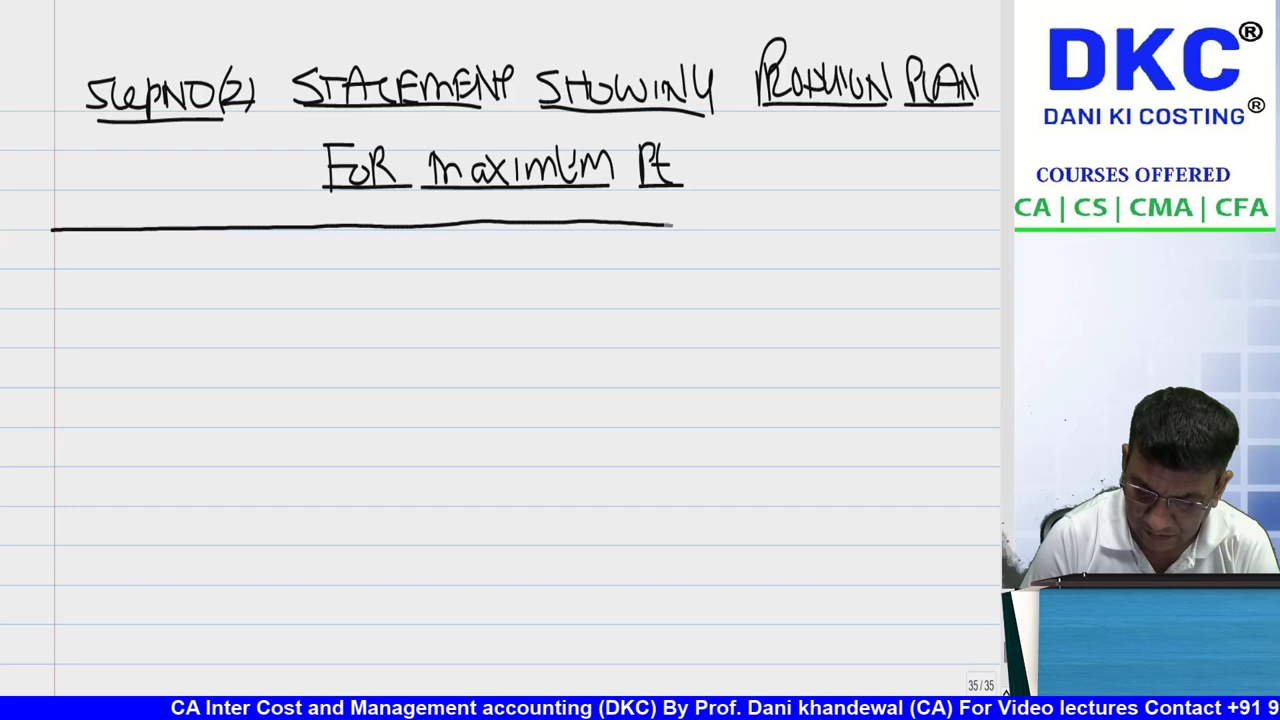 StepNO(2) STATEMENT SHOWING PRODUCTION PLAN
FOR maximum Pt
DKC®
DANI KI COSTING®
COURSES OFFERED
CA | CS | CMA | CFA
35/35
CA Inter Cost and Management accounting (DKC) By Prof. Dani khandewal (CA) For Video lectures Contact +91 9